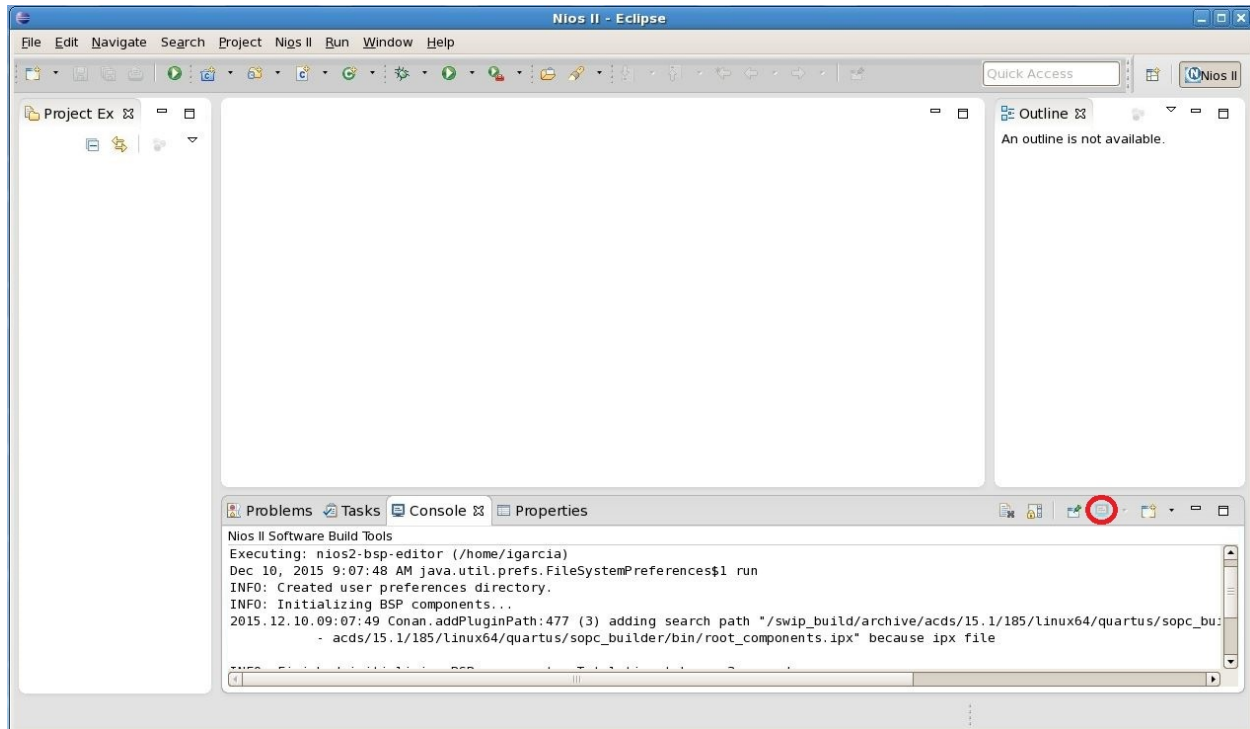 Nios II - Eclipse
File Edit Navigate Search Project Nios II Run Window Help
Quick Access
Nios II
Project Ex
Outline
An outline is not available.
Problems Tasks Console Properties
Nios II Software Build Tools
Executing: nios2-bsp-editor (/home/igarcia)
Dec 10, 2015 9:07:48 AM java.util.prefs.FileSystemPreferences$1 run
INFO: Created user preferences directory.
INFO: Initializing BSP components...
2015.12.10.09:07:49 Conan.addPluginPath:477 (3) adding search path "/swip_build/archive/acds/15.1/185/linux64/quartus/sopc_bu
- acds/15.1/185/linux64/quartus/sopc_builder/bin/root_components.ipx" because ipx file